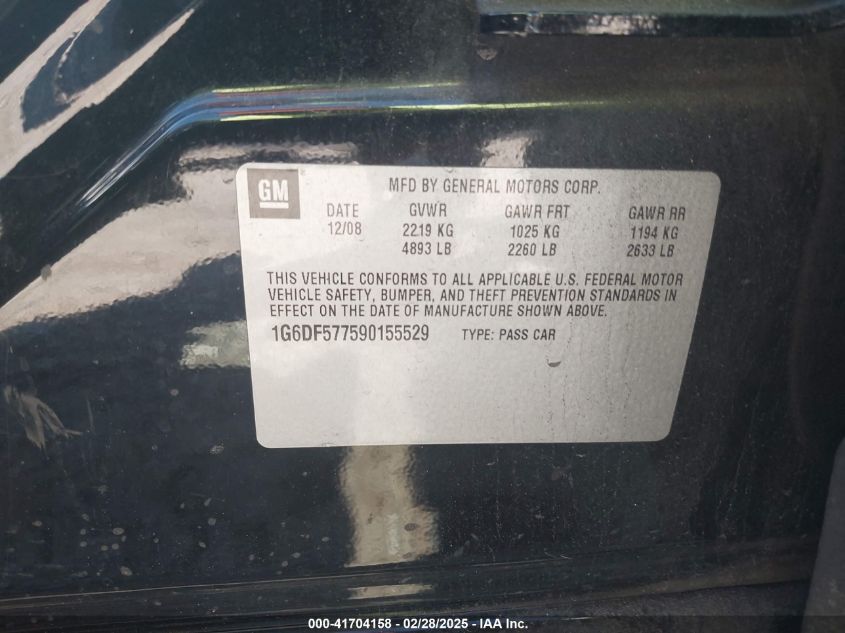 GM
MFD BY GENERAL MOTORS CORP.
DATE GVWR GAWR FRT GAWR RR
12/08 2219 KG 1025 KG 1194 KG
4893 LB 2260 LB 2633 LB
THIS VEHICLE CONFORMS TO ALL APPLICABLE U.S. FEDERAL MOTOR
VEHICLE SAFETY, BUMPER, AND THEFT PREVENTION STANDARDS IN
EFFECT ON THE DATE OF MANUFACTURE SHOWN ABOVE.
1G6DF577590155529 TYPE: PASS CAR
000-41704158 - 02/28/2025 - IAA Inc.